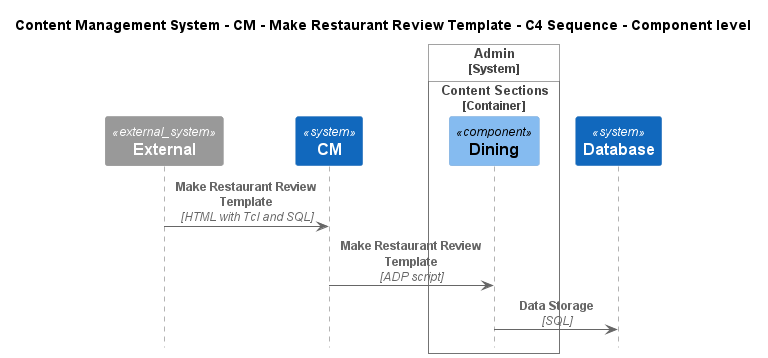 Content Management System - CM - Make Restaurant Review Template - C4 Sequence - Component level
Admin
[System]
Content Sections
[Container]
«external_system»
External
«system»
CM
«component»
Dining
«system»
Database
Make Restaurant Review
Template
[HTML with Tcl and SQL]
Make Restaurant Review
Template
[ADP script]
Data Storage
[SQL]